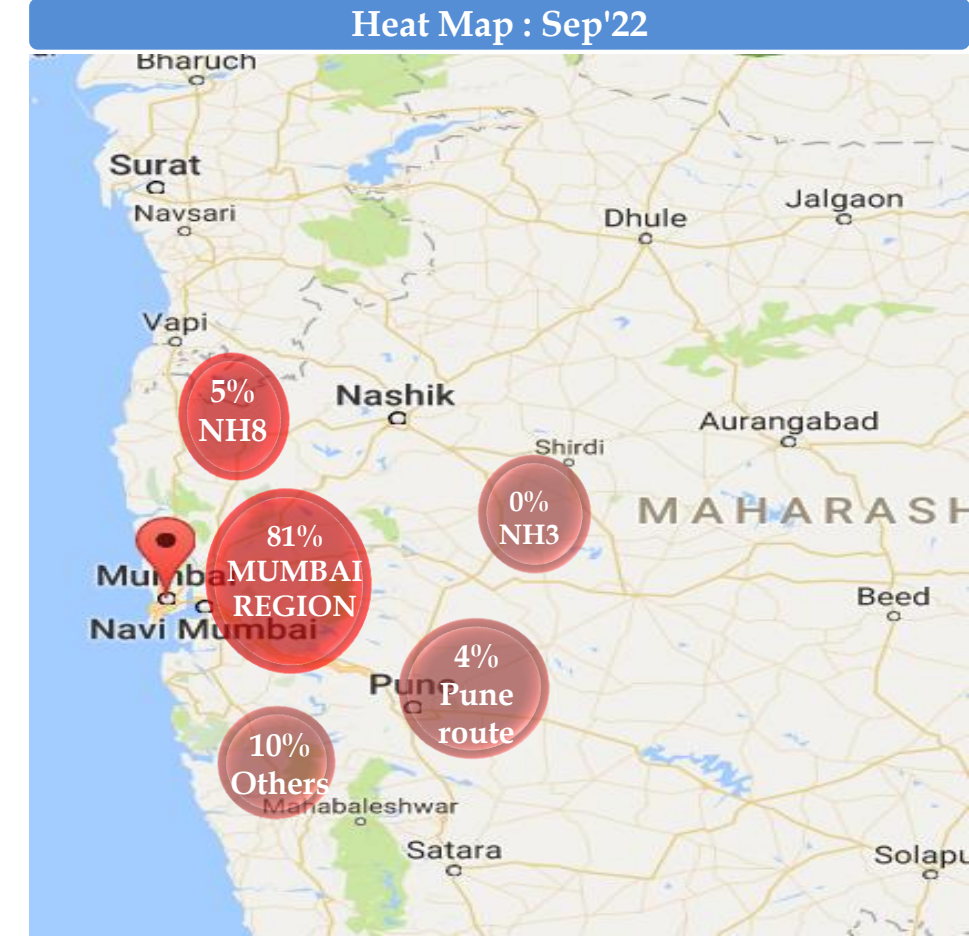 Heat Map : Sep'22
Bharuch
Surat
Navsari
Dhule
Jalgaon
Vapi
5%
NH8
Nashik
Aurangabad
Shirdi
0%
NH3
MAHARASH
81%
MUMBAI
REGION
Mumbai
Navi Mumbai
Beed
4%
Pune
route
Pune
10%
Others
Mahabaleshwar
Satara
Solapu